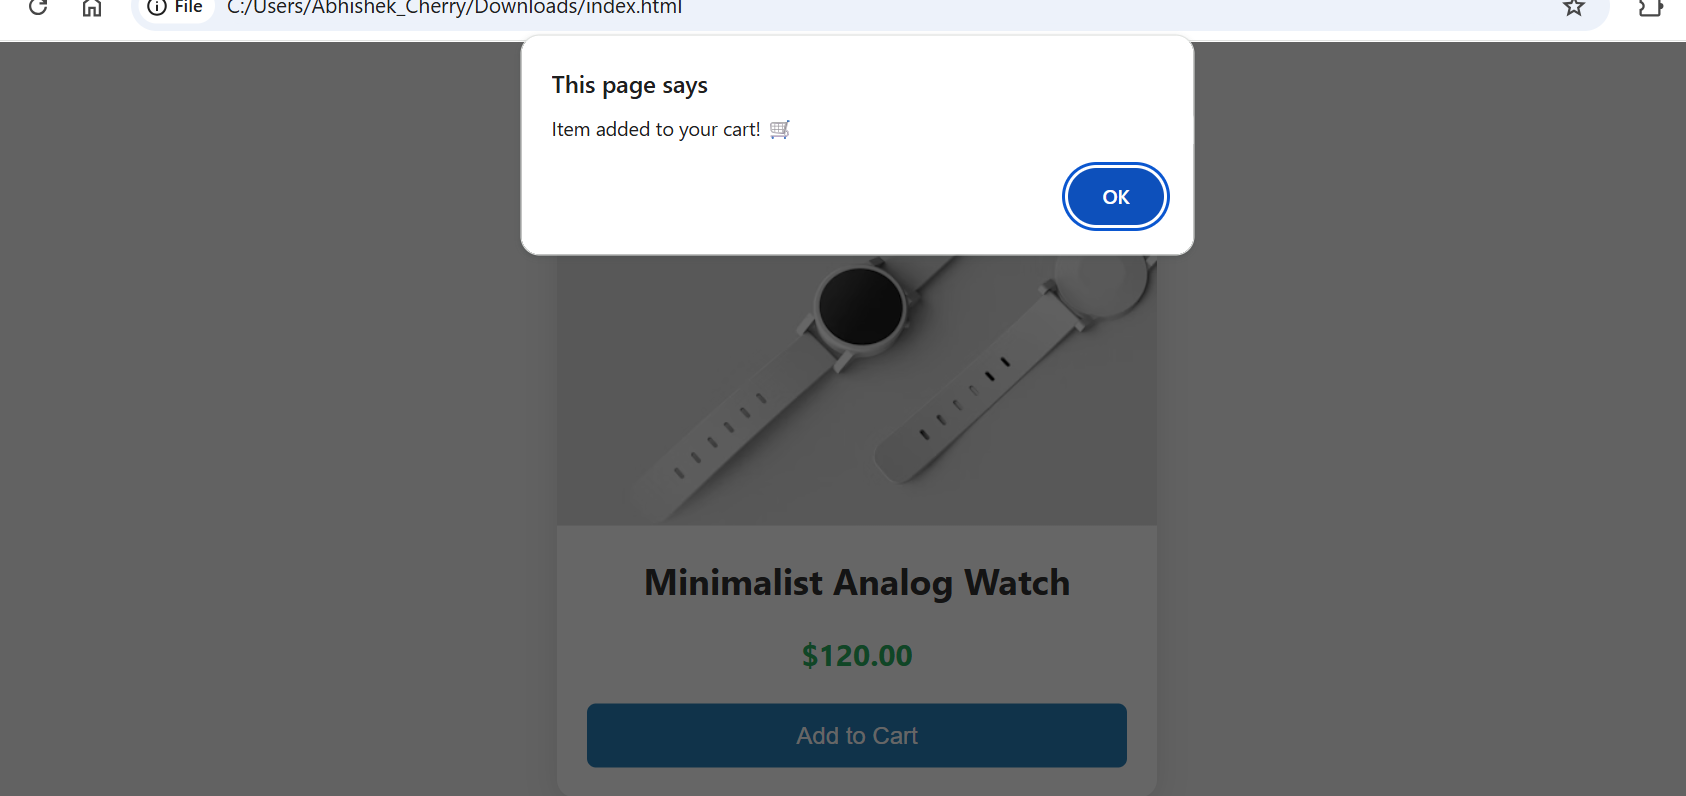 File
C:/Users/Abhishek_Cherry/Downloads/index.html
This page says
Item added to your cart! 🛒
OK
Minimalist Analog Watch
$120.00
Add to Cart